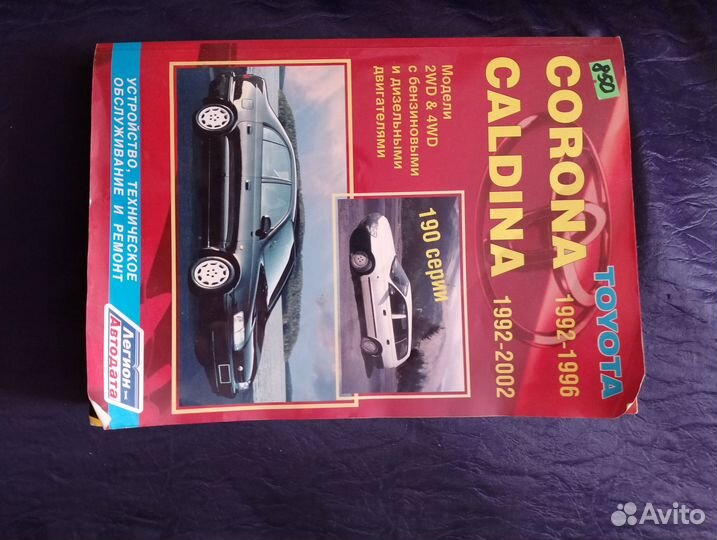 850
TOYOTA
CORONA 1992-1996
CALDINA 1992-2002
Модели
2WD & 4WD
с бензиновыми
и дизельными
двигателями
190 серии
Легион-
Автодата
УСТРОЙСТВО, ТЕХНИЧЕСКОЕ
ОБСЛУЖИВАНИЕ И РЕМОНТ
Avito